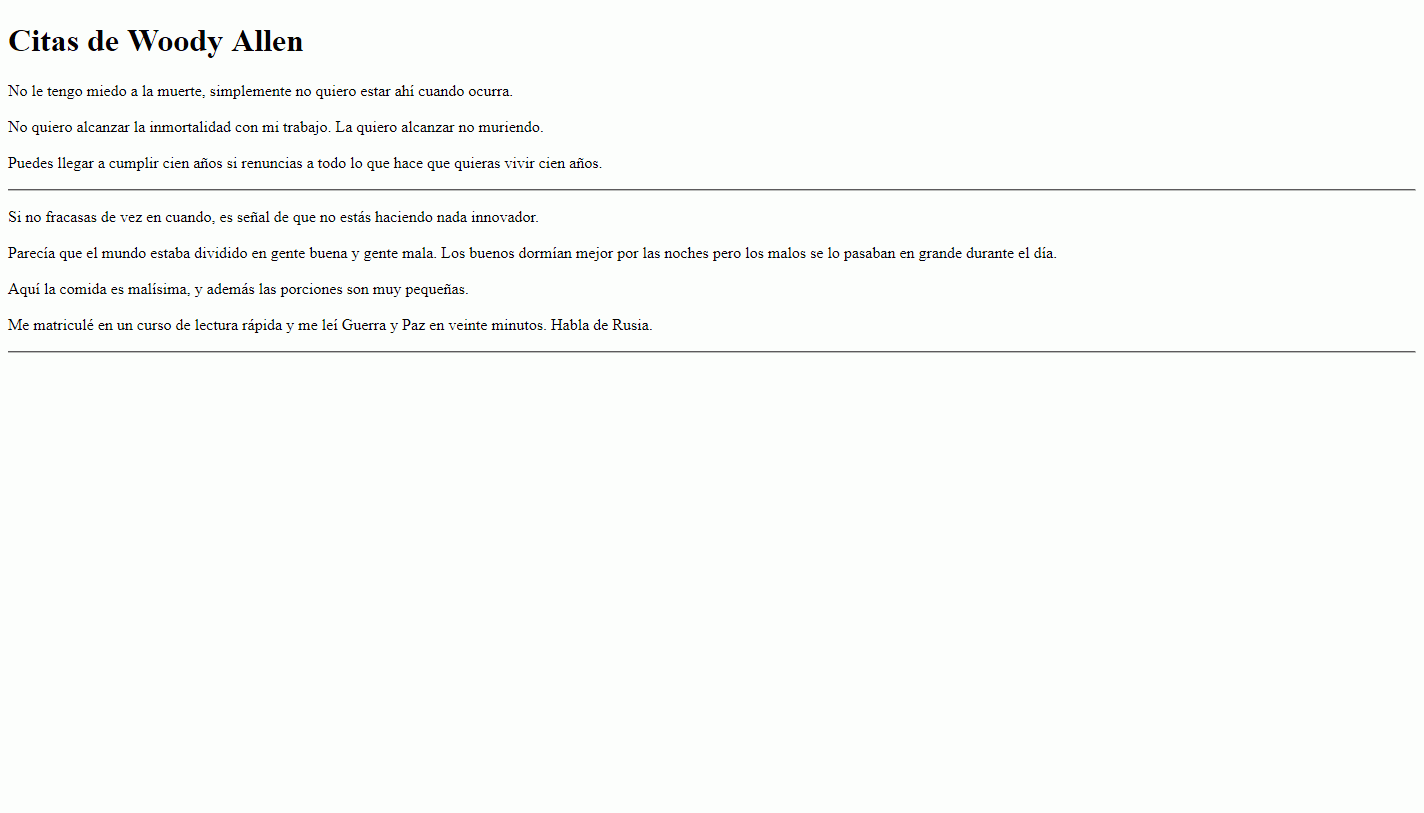 Citas de Woody Allen
No le tengo miedo a la muerte, simplemente no quiero estar ahí cuando ocurra.
No quiero alcanzar la inmortalidad con mi trabajo. La quiero alcanzar no muriendo.
Puedes llegar a cumplir cien años si renuncias a todo lo que hace que quieras vivir cien años.
Si no fracasas de vez en cuando, es señal de que no estás haciendo nada innovador.
Parecía que el mundo estaba dividido en gente buena y gente mala. Los buenos dormían mejor por las noches pero los malos se lo pasaban en grande durante el día.
Aquí la comida es malísima, y además las porciones son muy pequeñas.
Me matriculé en un curso de lectura rápida y me leí Guerra y Paz en veinte minutos. Habla de Rusia.